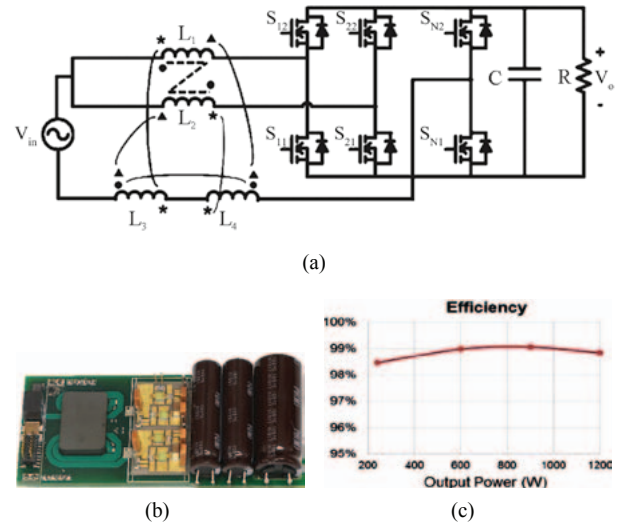 (a)
L1
L2
L3
L4
Vin
S12
S22
SN2
S11
S21
SN1
C
R
+
Vo
-
(b)
Efficiency
100%
99%
98%
97%
96%
95%
200
400
600
800
1000
1200
Output Power (W)
(c)